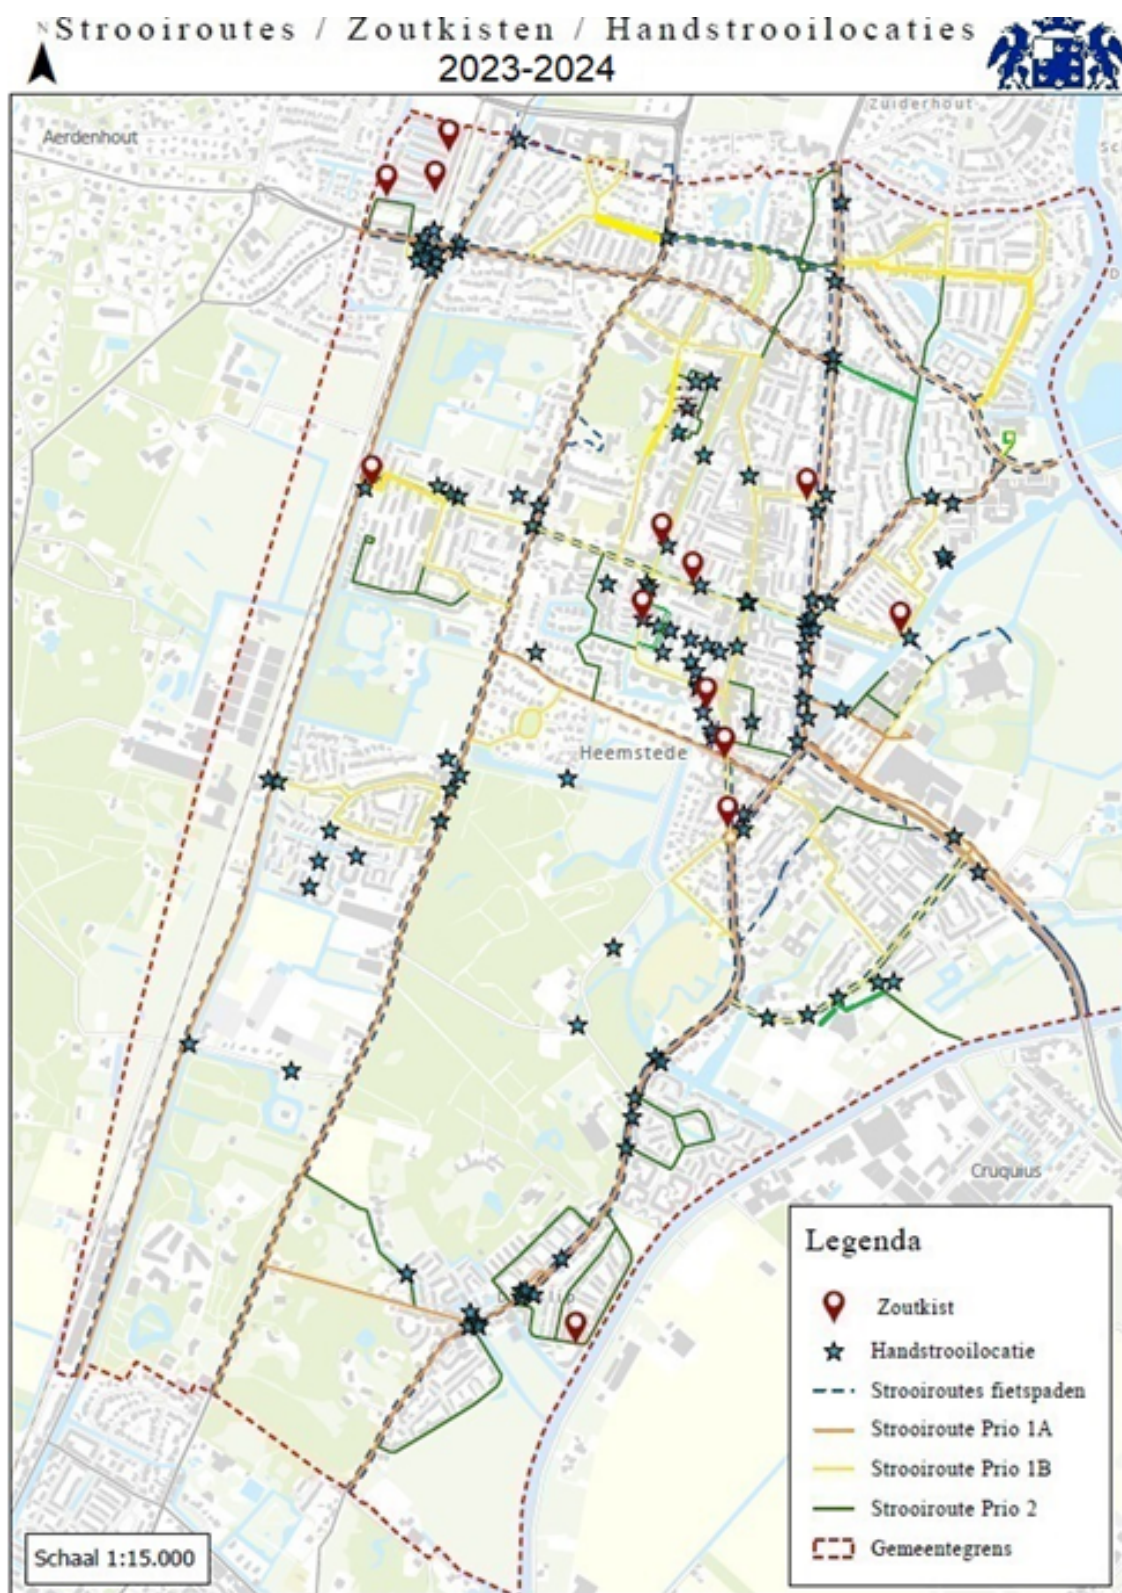 N
Strooiroutes / Zoutkisten / Handstrooilocaties
2023-2024
Zuiderhout
Aerdenhout
Heemstede
Cruquius
Legenda
Zoutkist
Handstrooilocatie
Strooiroutes fietspaden
Strooiroute Prio 1A
Strooiroute Prio 1B
Strooiroute Prio 2
Gemeentegrens
Schaal 1:15.000